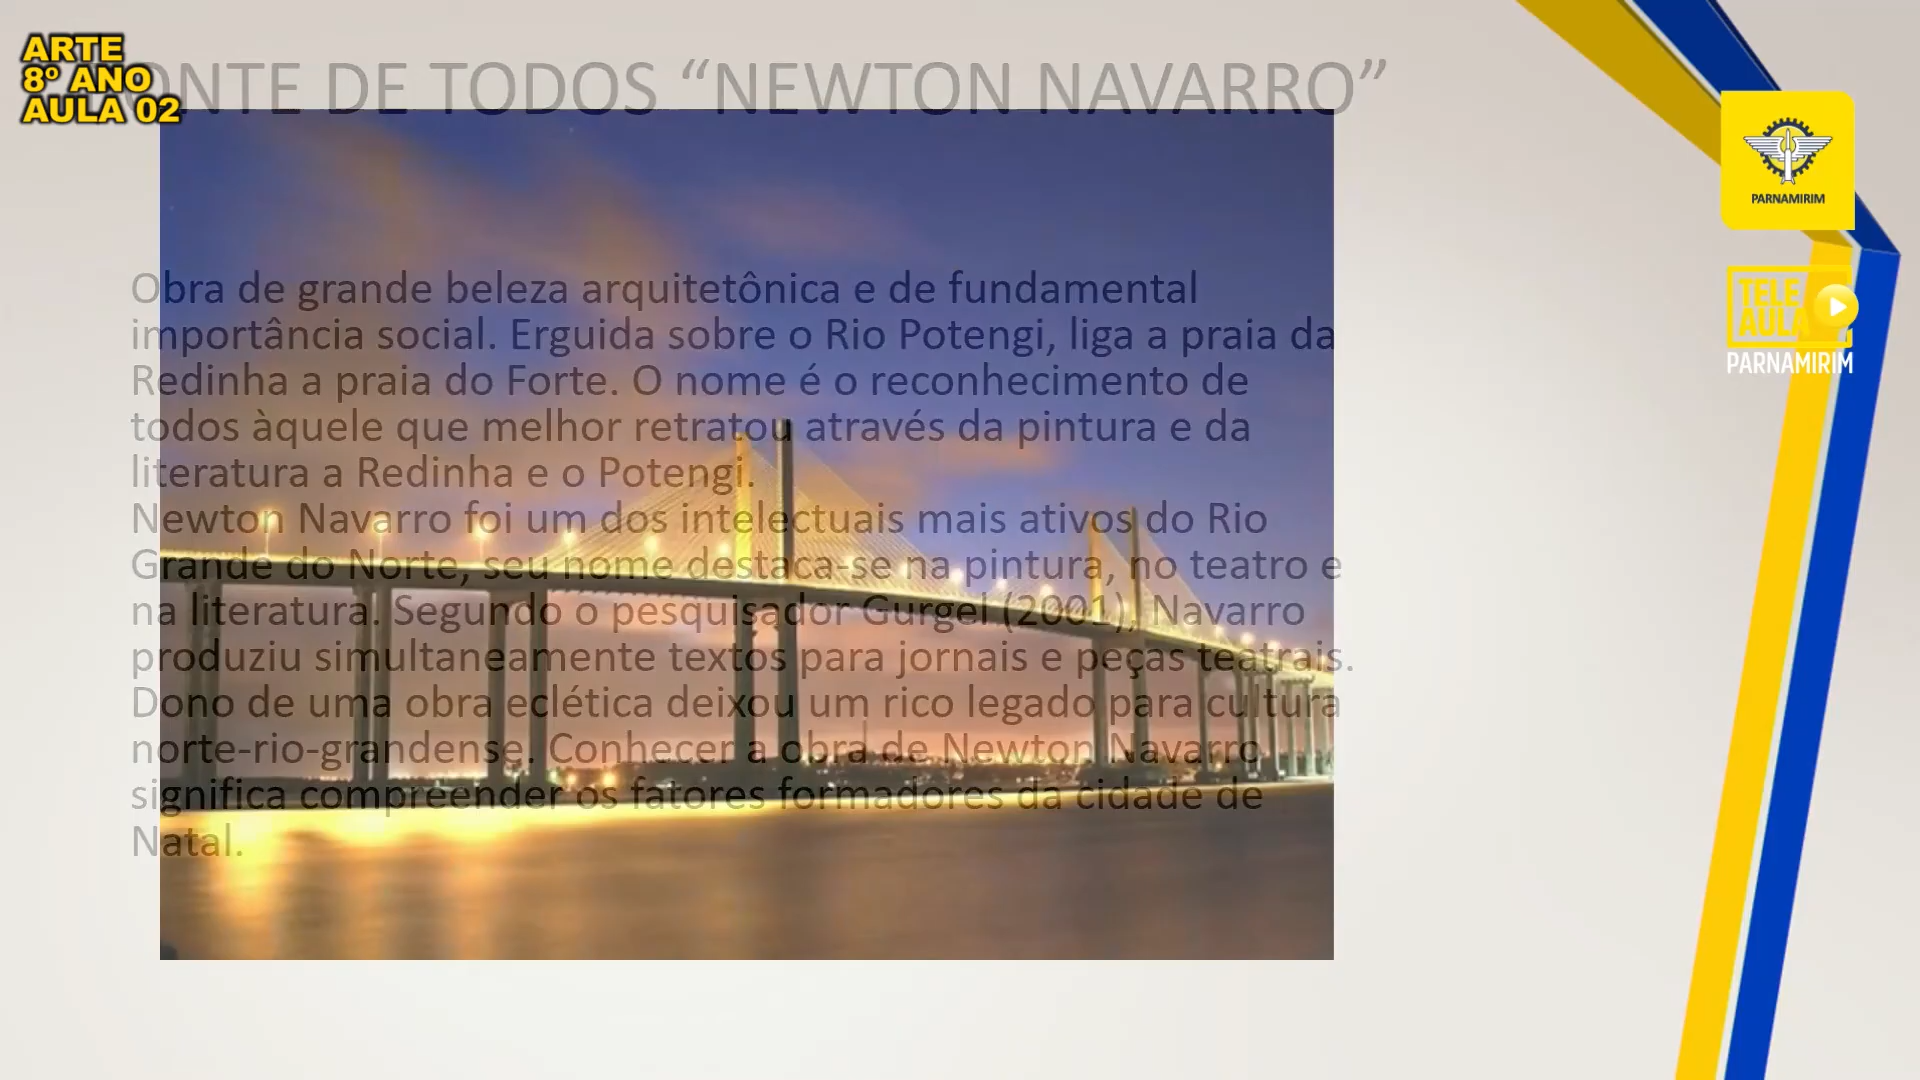 ARTE
8º ANO
AULA 02
ONTE DE TODOS “NEWTON NAVARRO”
Obra de grande beleza arquitetônica e de fundamental
importância social. Erguida sobre o Rio Potengi, liga a praia da
Redinha a praia do Forte. O nome é o reconhecimento de
todos àquele que melhor retratou através da pintura e da
literatura a Redinha e o Potengi.
Newton Navarro foi um dos intelectuais mais ativos do Rio
Grande do Norte, seu nome destaca-se na pintura, no teatro e
na literatura. Segundo o pesquisador Gurgel (2001), Navarro
produziu simultaneamente textos para jornais e peças teatrais.
Dono de uma obra eclética deixou um rico legado para cultura
norte-rio-grandense. Conhecer a obra de Newton Navarro
significa compreender os fatores formadores da cidade de
Natal.
PARNAMIRIM
TELE
AULA
PARNAMIRIM